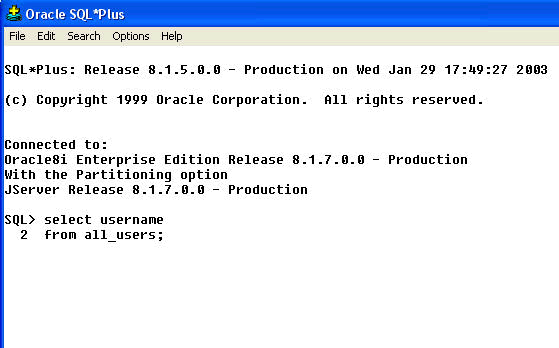 Oracle SQL*Plus
File Edit Search Options Help
SQL*Plus: Release 8.1.5.0.0 - Production on Wed Jan 29 17:49:27 2003
(c) Copyright 1999 Oracle Corporation.  All rights reserved.
Connected to:
Oracle8i Enterprise Edition Release 8.1.7.0.0 - Production
With the Partitioning option
JServer Release 8.1.7.0.0 - Production
SQL> select username
  2  from all_users;